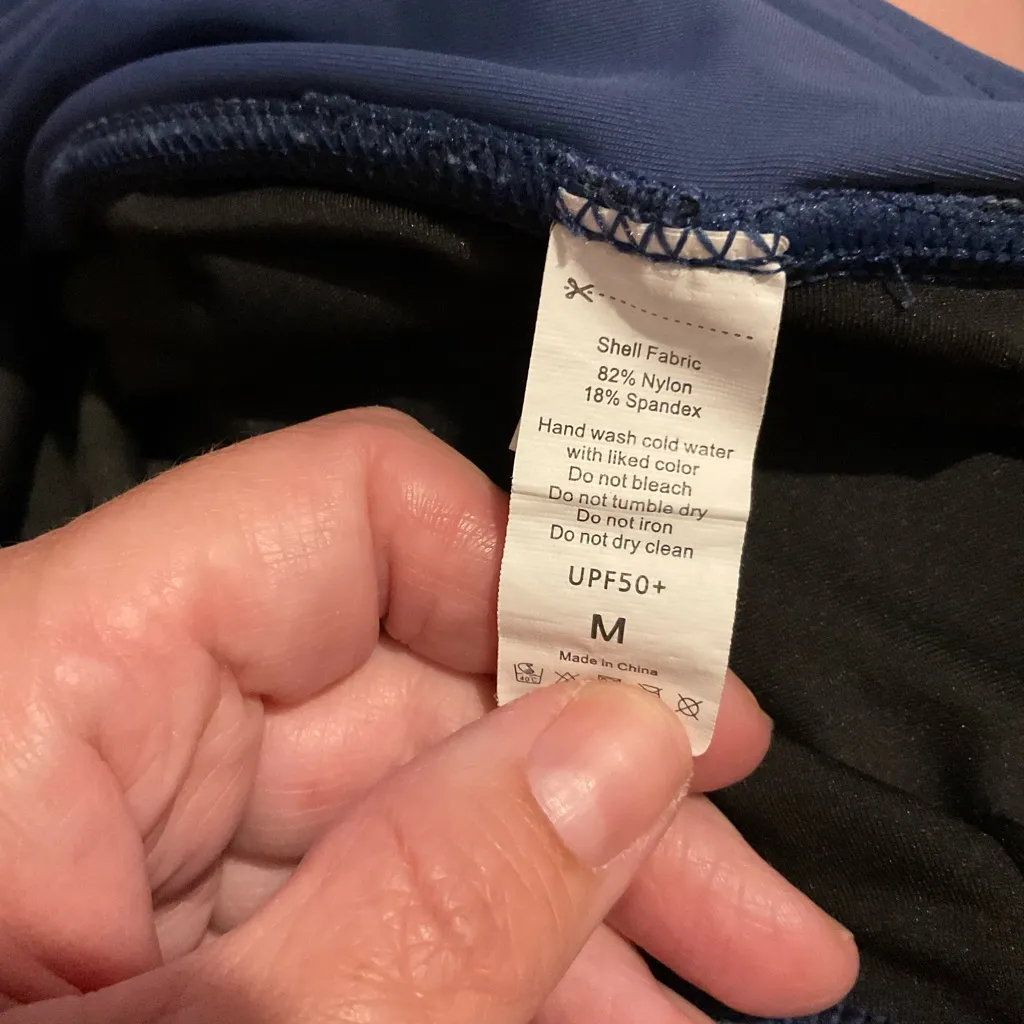 Shell Fabric
82% Nylon
18% Spandex
Hand wash cold water
with liked color
Do not bleach
Do not tumble dry
Do not iron
Do not dry clean
UPF50+
M
Made in China
40°C